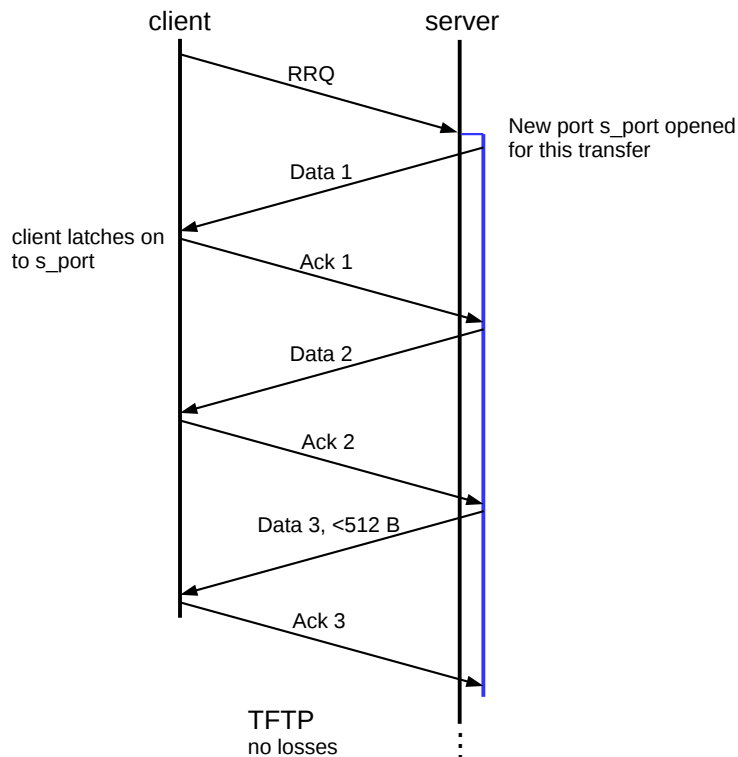 client
server
RRQ
New port s_port opened
for this transfer
Data 1
client latches on
to s_port
Ack 1
Data 2
Ack 2
Data 3, <512 B
Ack 3
TFTP
no losses